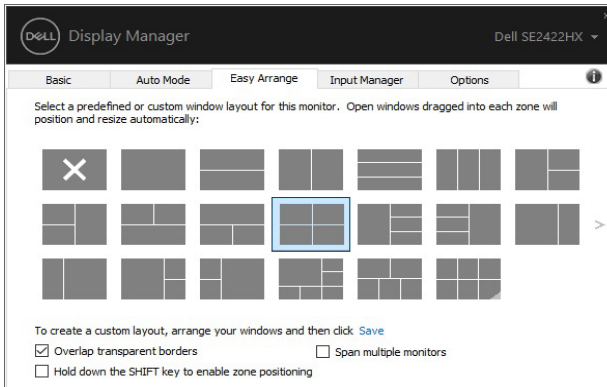 DELL Display Manager Dell SE2422HX
Basic Auto Mode Easy Arrange Input Manager Options
Select a predefined or custom window layout for this monitor. Open windows dragged into each zone will
position and resize automatically:
To create a custom layout, arrange your windows and then click Save
Overlap transparent borders Span multiple monitors
Hold down the SHIFT key to enable zone positioning